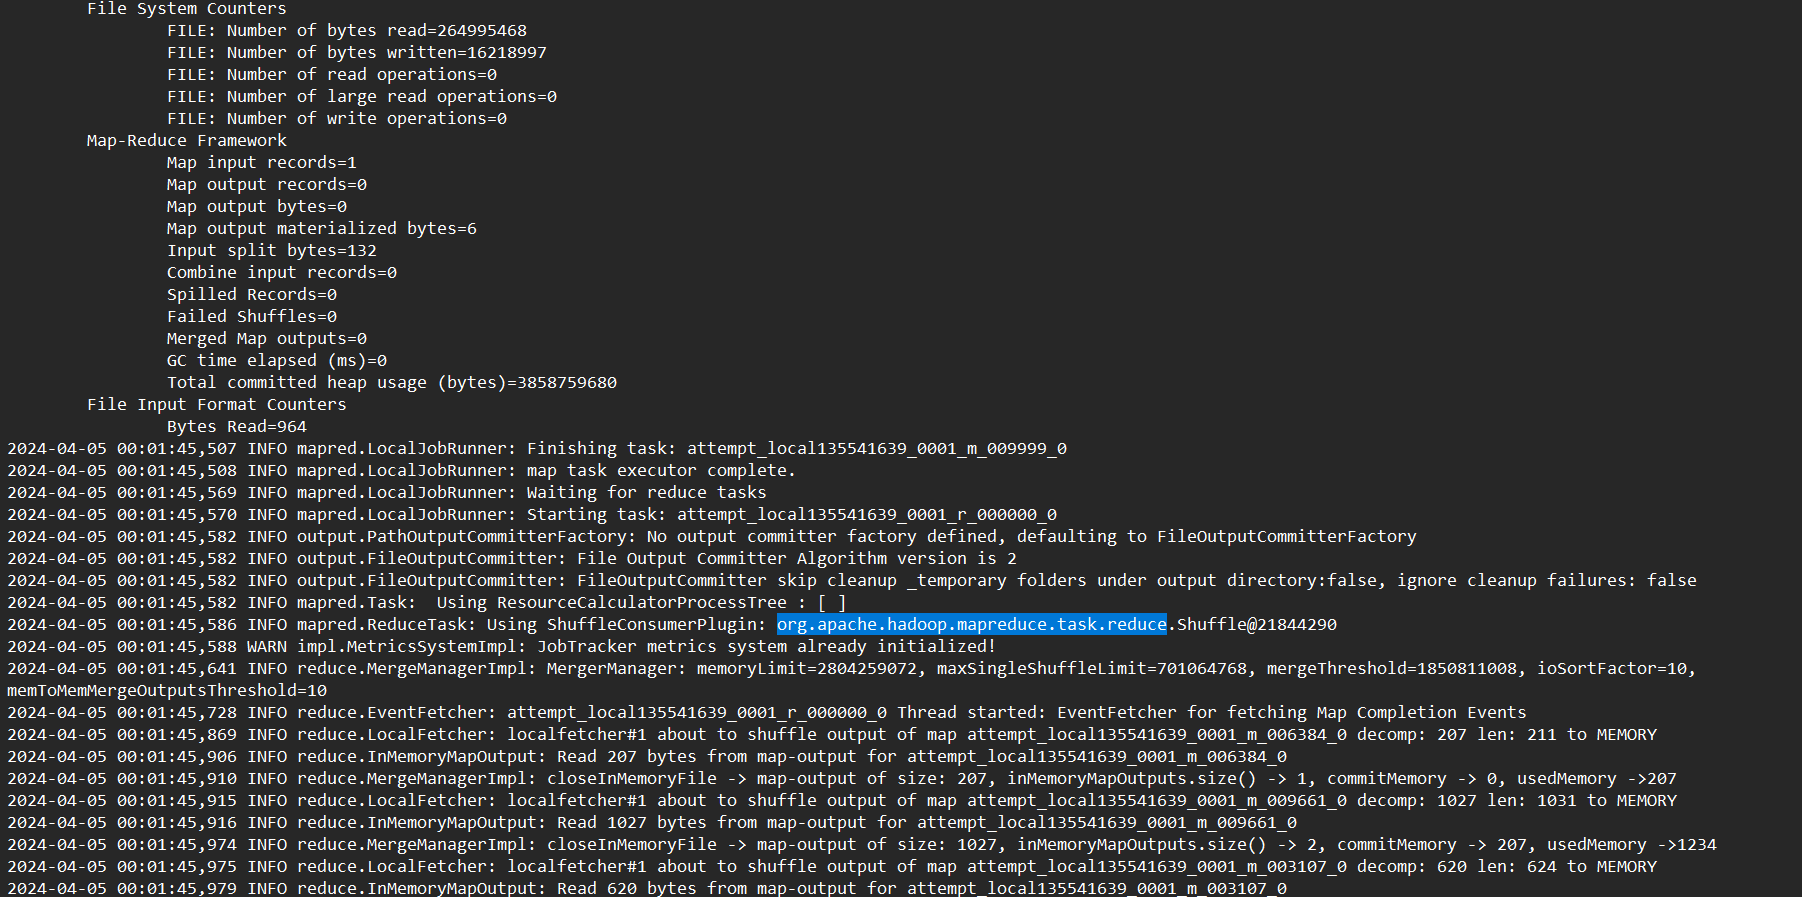 File System Counters
FILE: Number of bytes read=264995468
FILE: Number of bytes written=16218997
FILE: Number of read operations=0
FILE: Number of large read operations=0
FILE: Number of write operations=0
Map-Reduce Framework
Map input records=1
Map output records=0
Map output bytes=0
Map output materialized bytes=6
Input split bytes=132
Combine input records=0
Spilled Records=0
Failed Shuffles=0
Merged Map outputs=0
GC time elapsed (ms)=0
Total committed heap usage (bytes)=3858759680
File Input Format Counters
Bytes Read=964
2024-04-05 00:01:45,507 INFO mapred.LocalJobRunner: Finishing task: attempt_local135541639_0001_m_009999_0
2024-04-05 00:01:45,508 INFO mapred.LocalJobRunner: map task executor complete.
2024-04-05 00:01:45,569 INFO mapred.LocalJobRunner: Waiting for reduce tasks
2024-04-05 00:01:45,570 INFO mapred.LocalJobRunner: Starting task: attempt_local135541639_0001_r_000000_0
2024-04-05 00:01:45,582 INFO output.PathOutputCommitterFactory: No output committer factory defined, defaulting to FileOutputCommitterFactory
2024-04-05 00:01:45,582 INFO output.FileOutputCommitter: File Output Committer Algorithm version is 2
2024-04-05 00:01:45,582 INFO output.FileOutputCommitter: FileOutputCommitter skip cleanup _temporary folders under output directory:false, ignore cleanup failures: false
2024-04-05 00:01:45,582 INFO mapred.Task:  Using ResourceCalculatorProcessTree : [ ]
2024-04-05 00:01:45,586 INFO mapred.ReduceTask: Using ShuffleConsumerPlugin: org.apache.hadoop.mapreduce.task.reduce.Shuffle@21844290
2024-04-05 00:01:45,588 WARN impl.MetricsSystemImpl: JobTracker metrics system already initialized!
2024-04-05 00:01:45,641 INFO reduce.MergeManagerImpl: MergerManager: memoryLimit=2804259072, maxSingleShuffleLimit=701064768, mergeThreshold=1850811008, ioSortFactor=10,
memToMemMergeOutputsThreshold=10
2024-04-05 00:01:45,728 INFO reduce.EventFetcher: attempt_local135541639_0001_r_000000_0 Thread started: EventFetcher for fetching Map Completion Events
2024-04-05 00:01:45,869 INFO reduce.LocalFetcher: localfetcher#1 about to shuffle output of map attempt_local135541639_0001_m_006384_0 decomp: 207 len: 211 to MEMORY
2024-04-05 00:01:45,906 INFO reduce.InMemoryMapOutput: Read 207 bytes from map-output for attempt_local135541639_0001_m_006384_0
2024-04-05 00:01:45,910 INFO reduce.MergeManagerImpl: closeInMemoryFile -> map-output of size: 207, inMemoryMapOutputs.size() -> 1, commitMemory -> 0, usedMemory ->207
2024-04-05 00:01:45,915 INFO reduce.LocalFetcher: localfetcher#1 about to shuffle output of map attempt_local135541639_0001_m_009661_0 decomp: 1027 len: 1031 to MEMORY
2024-04-05 00:01:45,916 INFO reduce.InMemoryMapOutput: Read 1027 bytes from map-output for attempt_local135541639_0001_m_009661_0
2024-04-05 00:01:45,974 INFO reduce.MergeManagerImpl: closeInMemoryFile -> map-output of size: 1027, inMemoryMapOutputs.size() -> 2, commitMemory -> 207, usedMemory ->1234
2024-04-05 00:01:45,975 INFO reduce.LocalFetcher: localfetcher#1 about to shuffle output of map attempt_local135541639_0001_m_003107_0 decomp: 620 len: 624 to MEMORY
2024-04-05 00:01:45,979 INFO reduce.InMemoryMapOutput: Read 620 bytes from map-output for attempt_local135541639_0001_m_003107_0